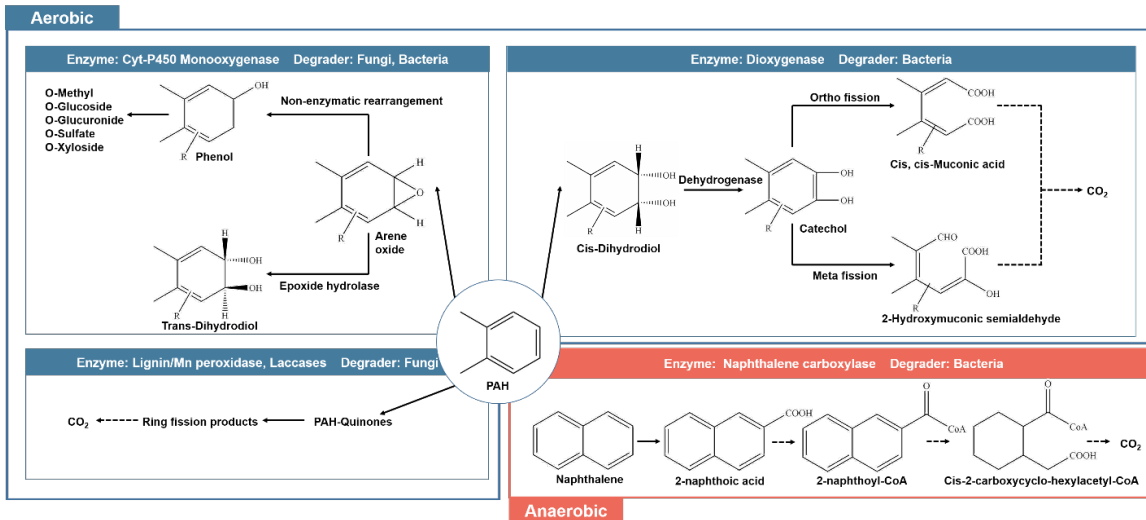 Aerobic
Enzyme: Cyt-P450 Monooxygenase Degrader: Fungi, Bacteria
O-Methyl
O-Glucoside
O-Glucuronide
O-Sulfate
O-Xyloside
OH
R
Phenol
Non-enzymatic rearrangement
H
O
H
R
Arene
oxide
Epoxide hydrolase
H
OH
OH
H
R
Trans-Dihydrodiol
Enzyme: Dioxygenase Degrader: Bacteria
H
OH
OH
H
R
Cis-Dihydrodiol
Dehydrogenase
OH
OH
R
Catechol
Ortho fission
COOH
COOH
R
Cis, cis-Muconic acid
Meta fission
CHO
COOH
OH
R
2-Hydroxymuconic semialdehyde
CO2
PAH
Enzyme: Lignin/Mn peroxidase, Laccases Degrader: Fungi
CO2
Ring fission products
PAH-Quinones
Enzyme: Naphthalene carboxylase Degrader: Bacteria
Naphthalene
COOH
2-naphthoic acid
O
CoA
2-naphthoyl-CoA
O
CoA
COOH
Cis-2-carboxycyclo-hexylacetyl-CoA
CO2
Anaerobic